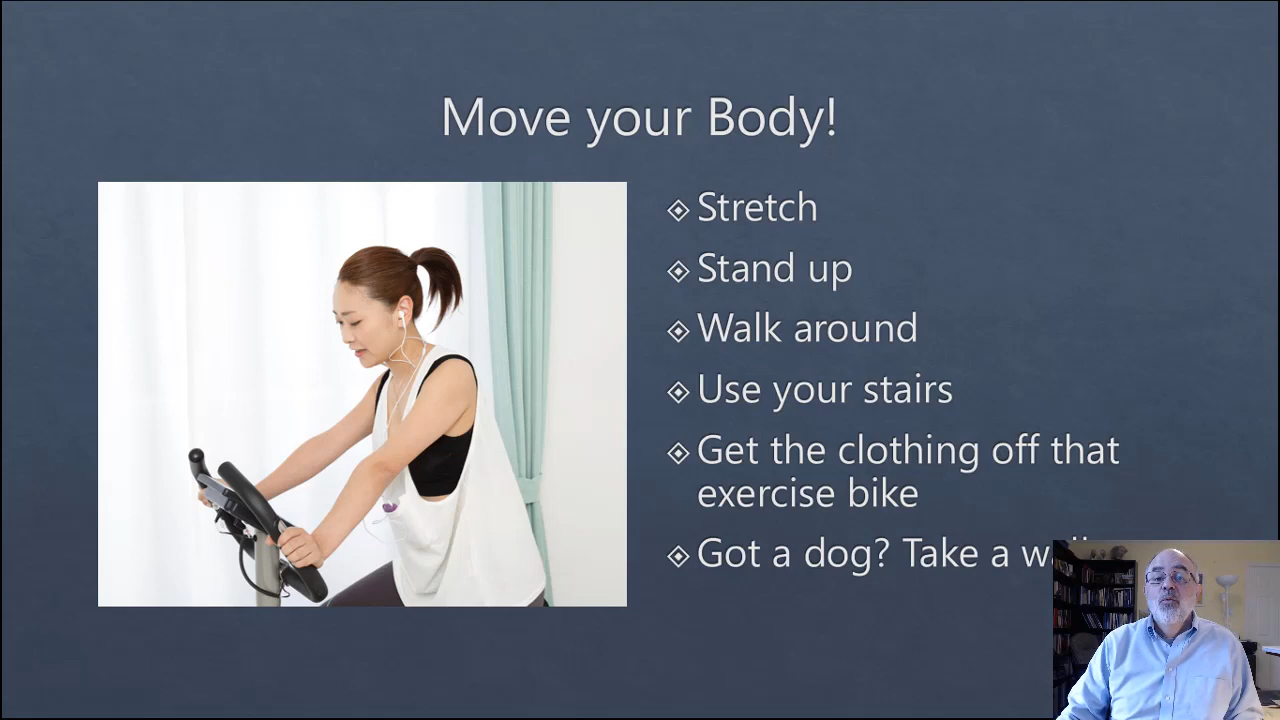 Move your Body!
Stretch
Stand up
Walk around
Use your stairs
Get the clothing off that
exercise bike
Got a dog? Take a